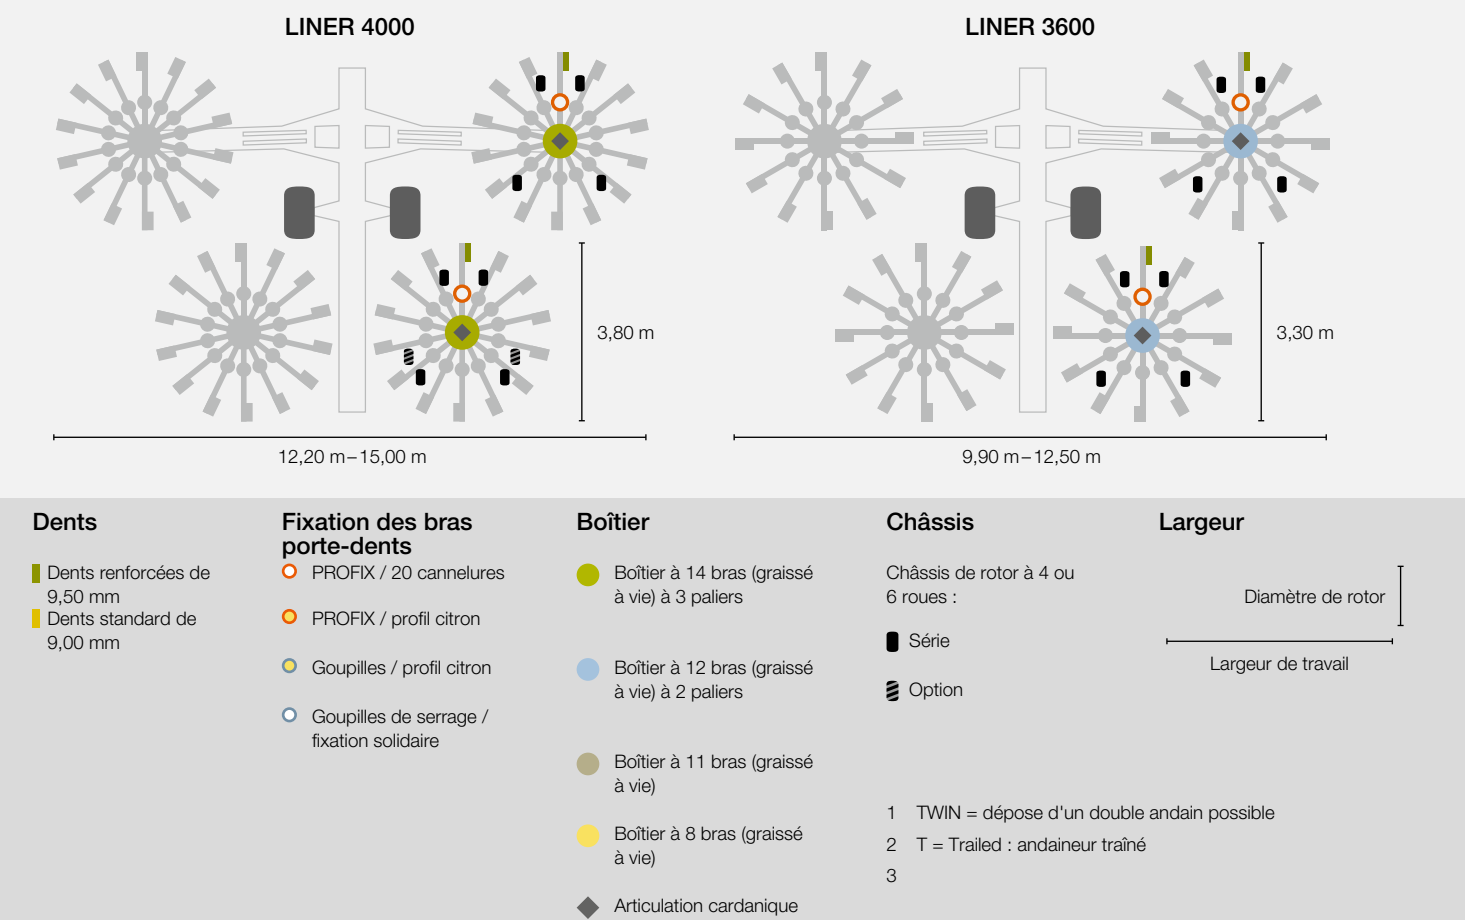 LINER 4000
LINER 3600
3,80 m
3,30 m
12,20 m–15,00 m
9,90 m–12,50 m
Dents
Dents renforcées de
9,50 mm
Dents standard de
9,00 mm
Fixation des bras
porte-dents
PROFIX / 20 cannelures
PROFIX / profil citron
Goupilles / profil citron
Goupilles de serrage /
fixation solidaire
Boîtier
Boîtier à 14 bras (graissé
à vie) à 3 paliers
Boîtier à 12 bras (graissé
à vie) à 2 paliers
Boîtier à 11 bras (graissé
à vie)
Boîtier à 8 bras (graissé
à vie)
Articulation cardanique
Châssis
Châssis de rotor à 4 ou
6 roues :
Série
Option
Largeur
Diamètre de rotor
Largeur de travail
1 TWIN = dépose d'un double andain possible
2 T = Trailed : andaineur traîné
3